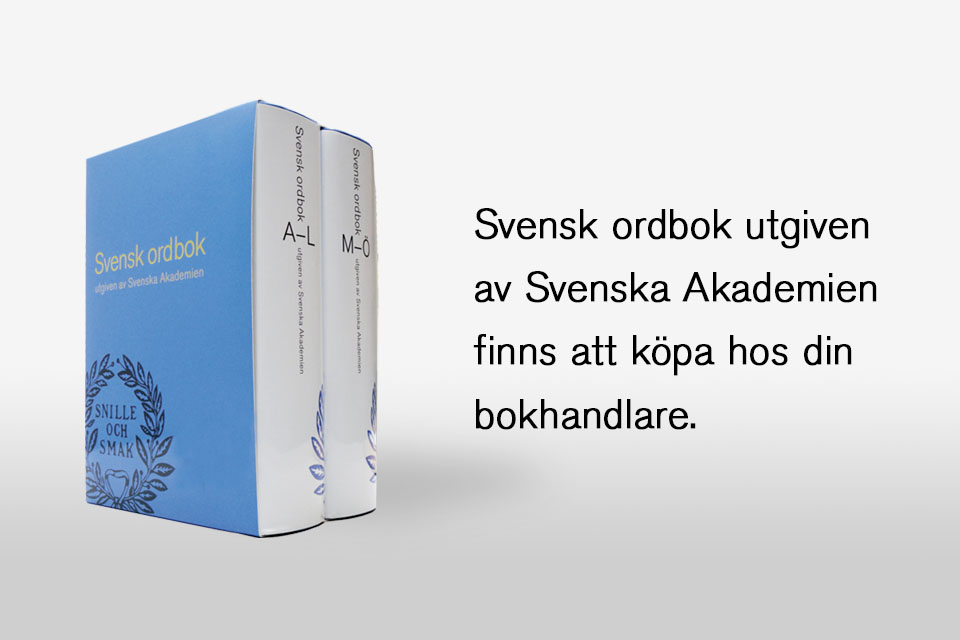 Svensk ordbok
utgiven av Svenska Akademien
SNILLE
OCH
SMAK
Svensk ordbok
A–L
utgiven av Svenska Akademien
Svensk ordbok
M–Ö
utgiven av Svenska Akademien
Svensk ordbok utgiven
av Svenska Akademien
finns att köpa hos din
bokhandlare.